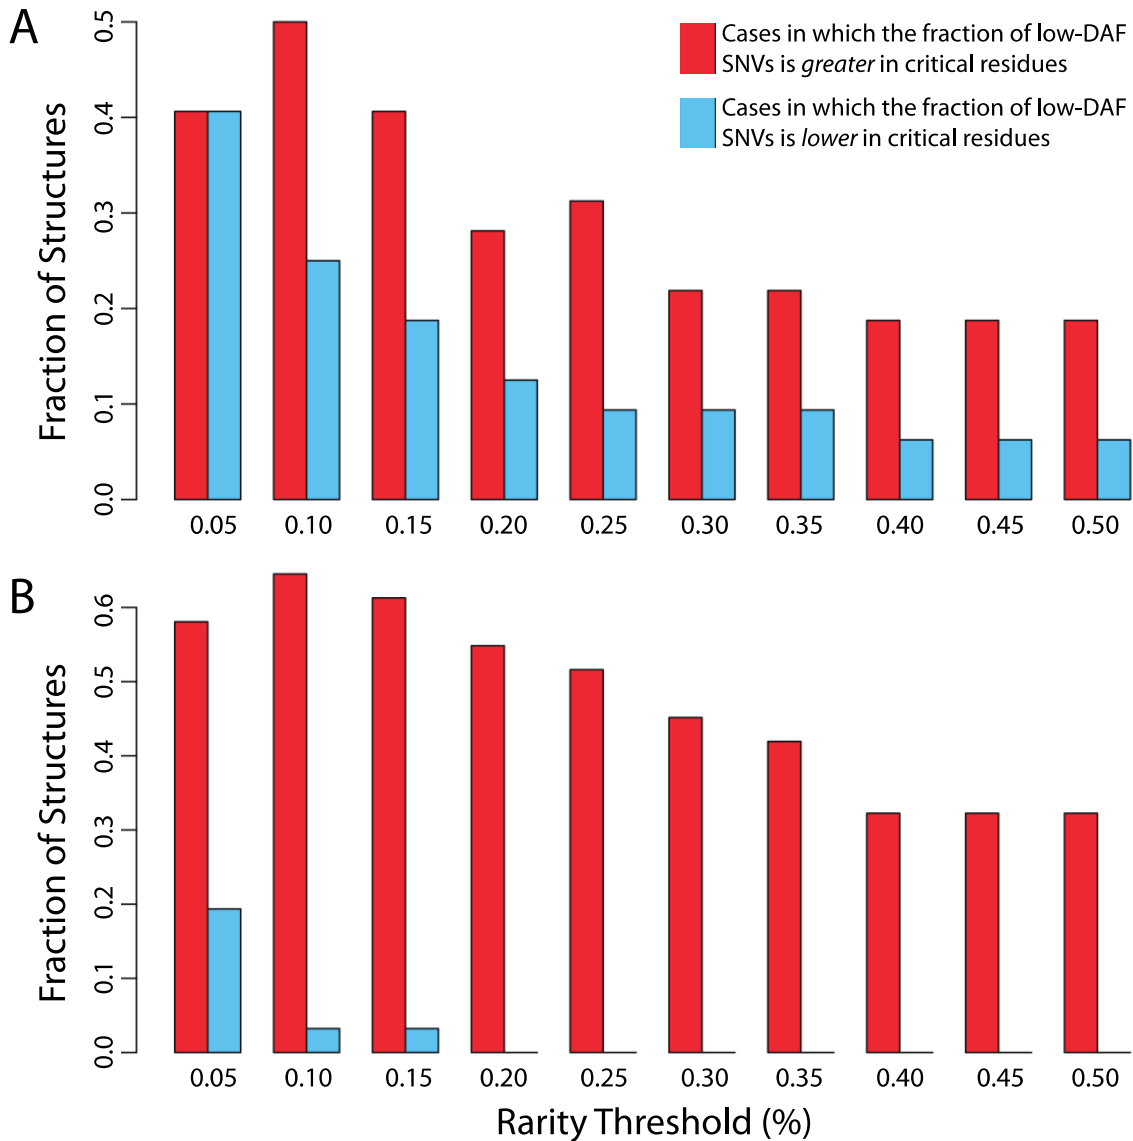 A
Cases in which the fraction of low-DAF
SNVs is greater in critical residues
Cases in which the fraction of low-DAF
SNVs is lower in critical residues
Fraction of Structures
0.5
0.4
0.3
0.2
0.1
0.0
0.05 0.10 0.15 0.20 0.25 0.30 0.35 0.40 0.45 0.50
B
Fraction of Structures
0.6
0.5
0.4
0.3
0.2
0.1
0.0
0.05 0.10 0.15 0.20 0.25 0.30 0.35 0.40 0.45 0.50
Rarity Threshold (%)